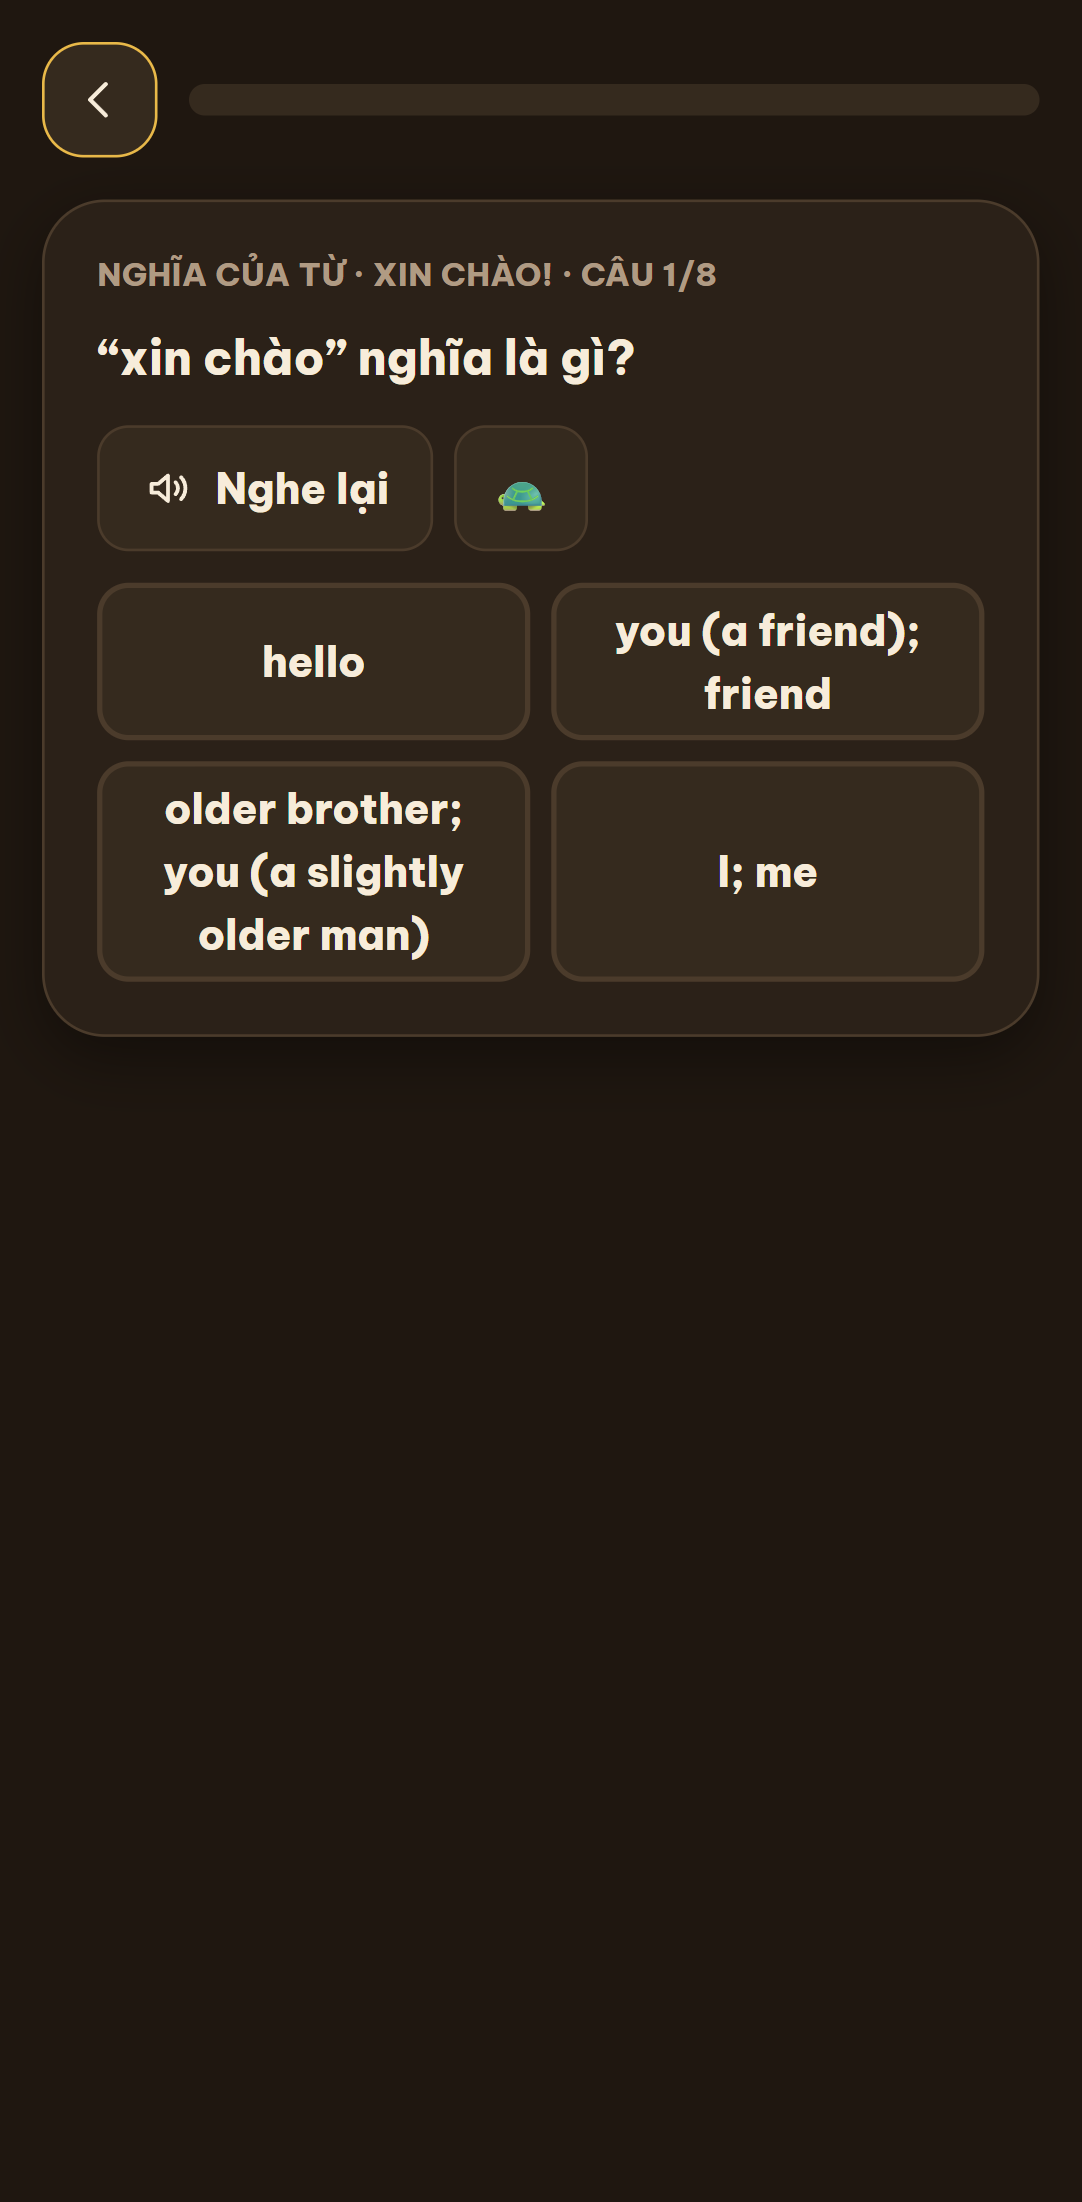 NGHĨA CỦA TỪ · XIN CHÀO! · CÂU 1/8
“xin chào” nghĩa là gì?
Nghe lại
hello
you (a friend);
friend
older brother;
you (a slightly
older man)
I; me